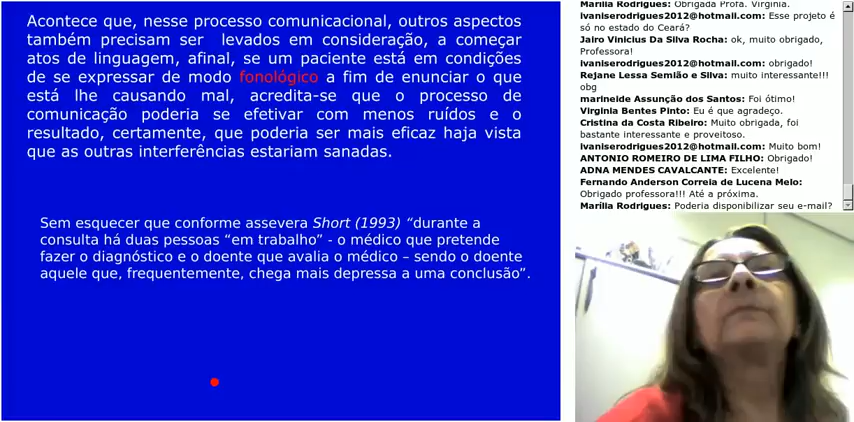 Acontece que, nesse processo comunicacional, outros aspectos
também precisam ser levados em consideração, a começar
atos de linguagem, afinal, se um paciente está em condições
de se expressar de modo fonológico a fim de enunciar o que
está lhe causando mal, acredita-se que o processo de
comunicação poderia se efetivar com menos ruídos e o
resultado, certamente, que poderia ser mais eficaz haja vista
que as outras interferências estariam sanadas.
Sem esquecer que conforme assevera Short (1993) “durante a
consulta há duas pessoas “em trabalho” - o médico que pretende
fazer o diagnóstico e o doente que avalia o médico – sendo o doente
aquele que, frequentemente, chega mais depressa a uma conclusão”.
Marília Rodrigues: Obrigada Profa. Virginia.
ivaniserodrigues2012@hotmail.com: Esse projeto é
só no estado do Ceará?
Jairo Vinicius Da Silva Rocha: ok, muito obrigado,
Professora!
ivaniserodrigues2012@hotmail.com: obrigado!
Rejane Lessa Semião e Silva: muito interessante!!!
obg
marineide Assunção dos Santos: Foi ótimo!
Virginia Bentes Pinto: Eu é que agradeço.
Cristina da Costa Ribeiro: Muito obrigada, foi
bastante interessante e proveitoso.
ivaniserodrigues2012@hotmail.com: Muito bom!
ANTONIO ROMEIRO DE LIMA FILHO: Obrigado!
ADNA MENDES CAVALCANTE: Excelente!
Fernando Anderson Correia de Lucena Melo:
Obrigado professora!!! Até a próxima.
Marília Rodrigues: Poderia disponibilizar seu e-mail?